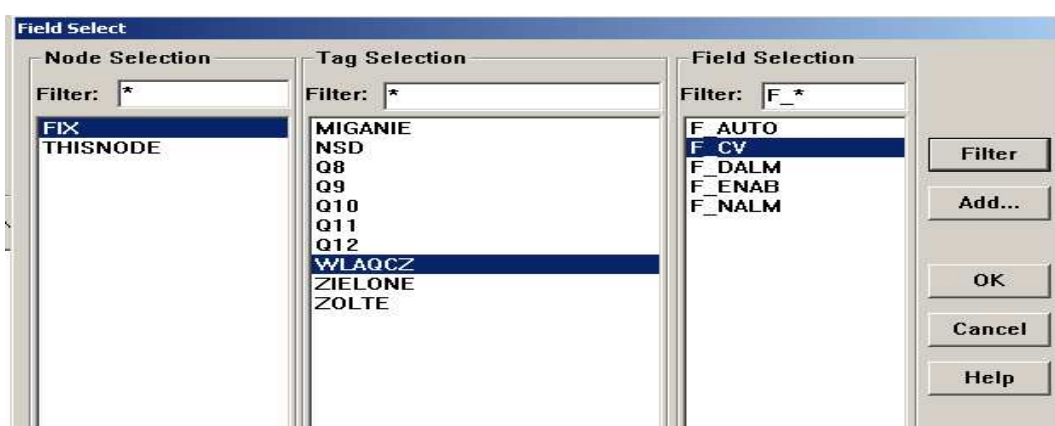 Field Select
Node Selection
Filter: *
FIX
THISNODE
Tag Selection
Filter: *
MIGANIE
NSD
Q8
Q9
Q10
Q11
Q12
WLAQCZ
ZIELONE
ZOLTE
Field Selection
Filter: F_*
F_AUTO
F_CV
F_DALM
F_ENAB
F_NALM
Filter
Add...
OK
Cancel
Help